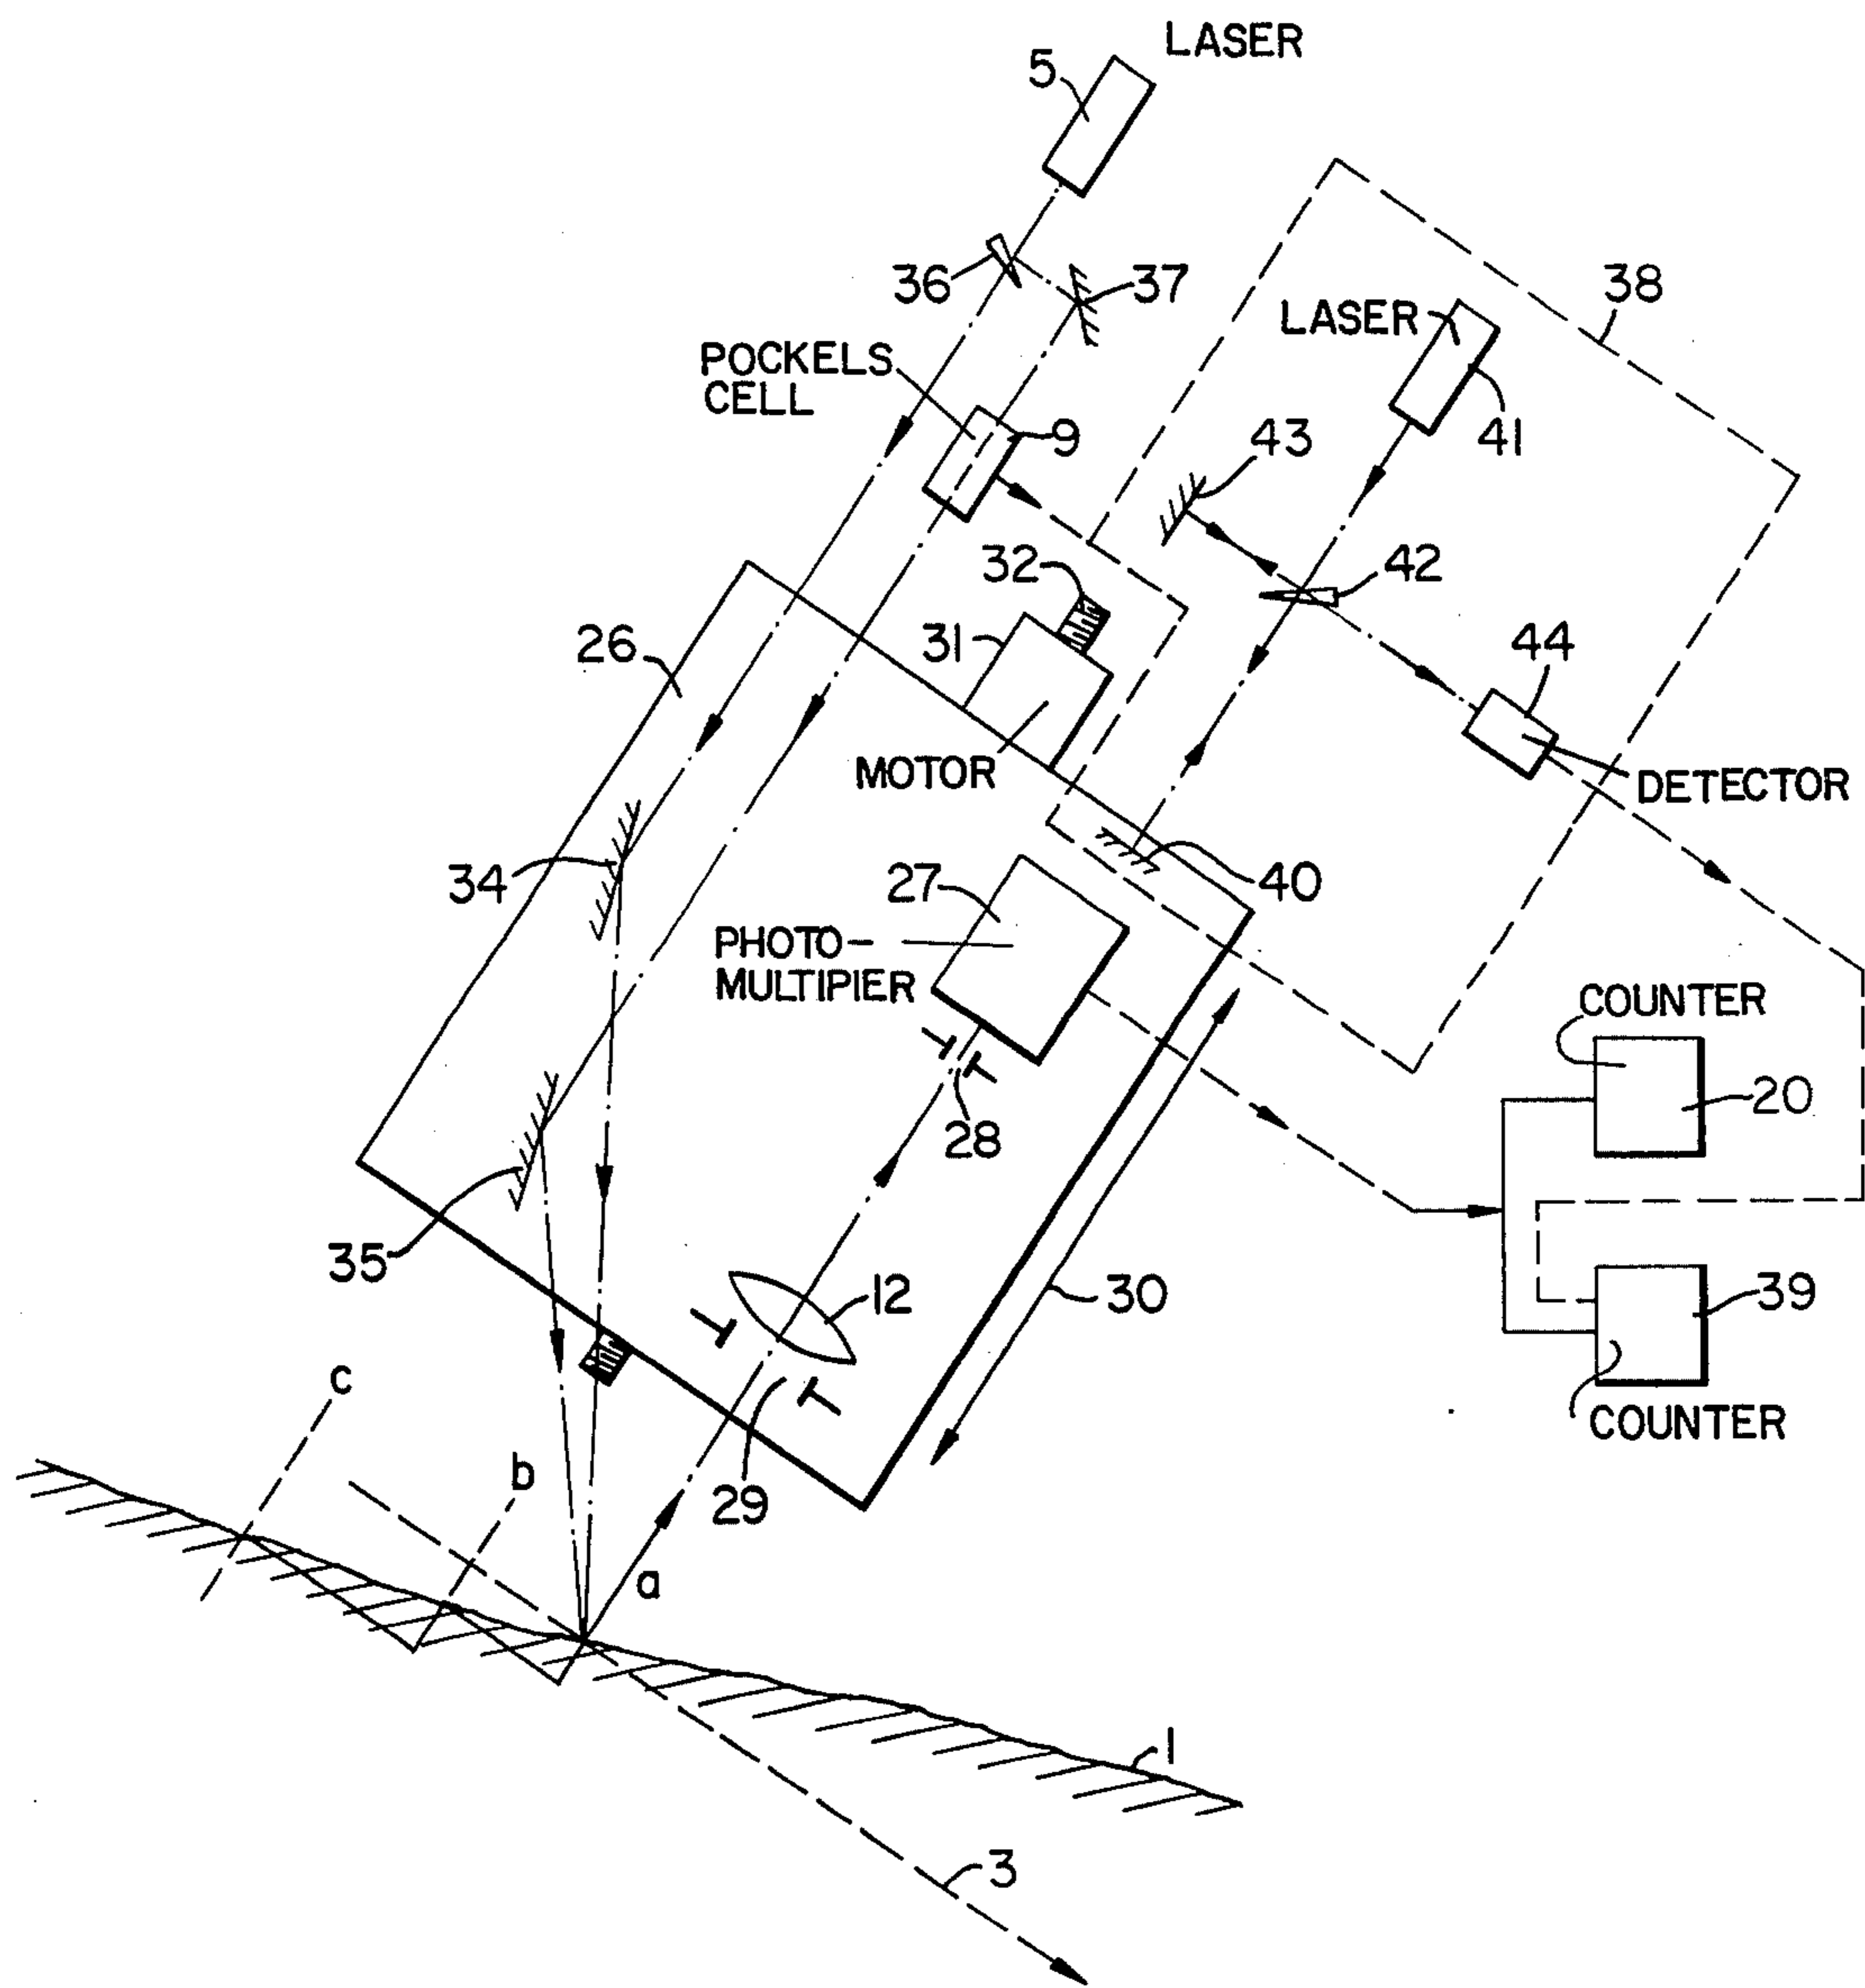 LASER
5
36
37
38
LASER
POCKELS
CELL
9
43
41
32
42
31
26
44
MOTOR
DETECTOR
34
27
40
PHOTO-
MULTIPIER
COUNTER
20
28
35
12
30
39
c
b
29
COUNTER
a
1
3